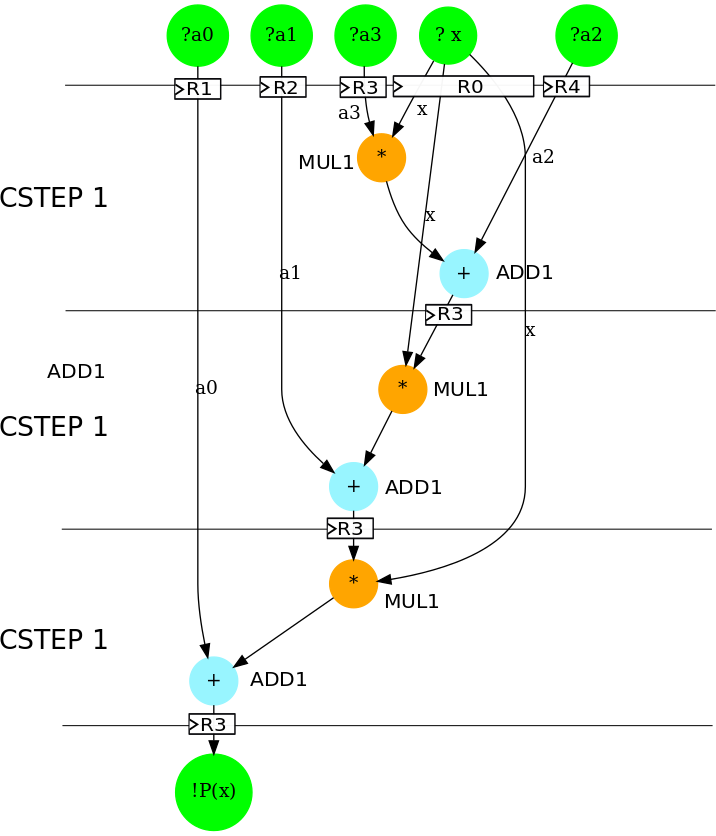 ?a0 ?a1 ?a3 ? x ?a2
R1 R2 R3 R0 R4
a3 x
MUL1 * a2
CSTEP 1
x
a1 + ADD1
R3
x
ADD1
a0 * MUL1
CSTEP 1
+ ADD1
R3
*
MUL1
CSTEP 1
+ ADD1
R3
!P(x)